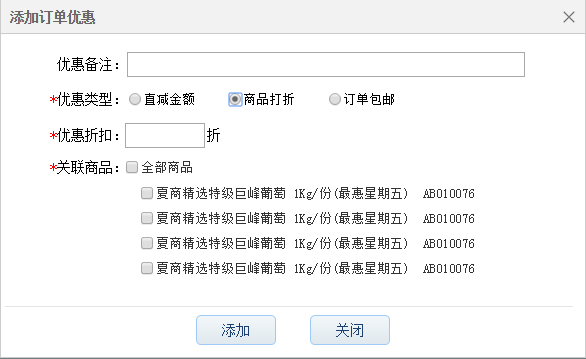 添加订单优惠
优惠备注:
*优惠类型: 直减金额 商品打折 订单包邮
*优惠折扣: 折
*关联商品: 全部商品
夏商精选特级巨峰葡萄 1Kg/份(最惠星期五) AB010076
夏商精选特级巨峰葡萄 1Kg/份(最惠星期五) AB010076
夏商精选特级巨峰葡萄 1Kg/份(最惠星期五) AB010076
夏商精选特级巨峰葡萄 1Kg/份(最惠星期五) AB010076
添加 关闭